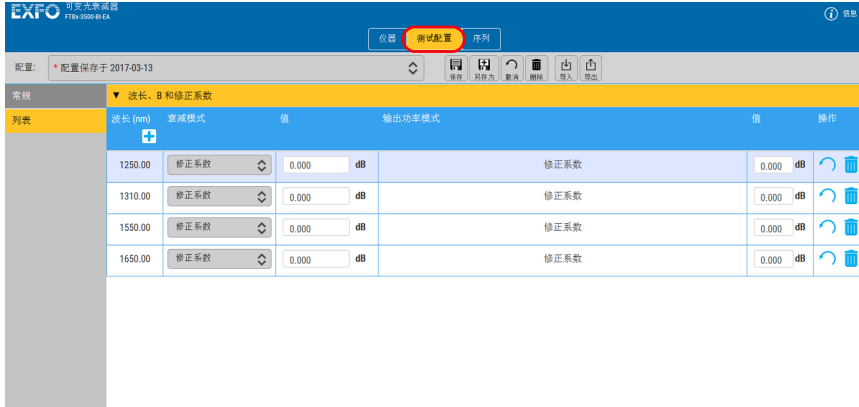 EXFO 可变光衰减器
FTBx-3500-BI-EA
信息
仪器 测试配置 序列
配置: * 配置保存于 2017-03-13
保存 另存为 取消 删除 导入 导出
常规
列表
▼ 波长、B 和修正系数
波长 (nm) 衰减模式 值 输出功率模式 值 操作
1250.00 修正系数 0.000 dB 修正系数 0.000 dB
1310.00 修正系数 0.000 dB 修正系数 0.000 dB
1550.00 修正系数 0.000 dB 修正系数 0.000 dB
1650.00 修正系数 0.000 dB 修正系数 0.000 dB